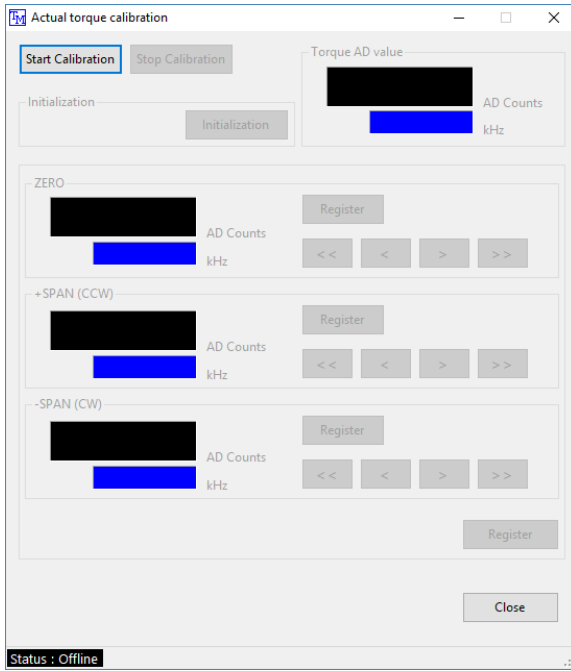 TM Actual torque calibration
Start Calibration Stop Calibration
Torque AD value
AD Counts
kHz
Initialization
Initialization
ZERO
AD Counts
kHz
Register
<< < > >>
+SPAN (CCW)
AD Counts
kHz
Register
<< < > >>
-SPAN (CW)
AD Counts
kHz
Register
<< < > >>
Register
Close
Status : Offline